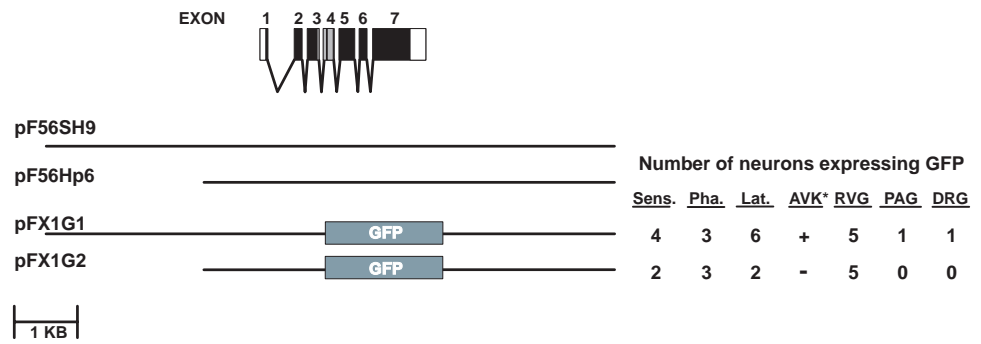 EXON 1 2 3 4 5 6 7
pF56SH9
Number of neurons expressing GFP
pF56Hp6
Sens. Pha. Lat. AVK* RVG PAG DRG
pFX1G1 GFP 4 3 6 + 5 1 1
pFX1G2 GFP 2 3 2 - 5 0 0
1 KB